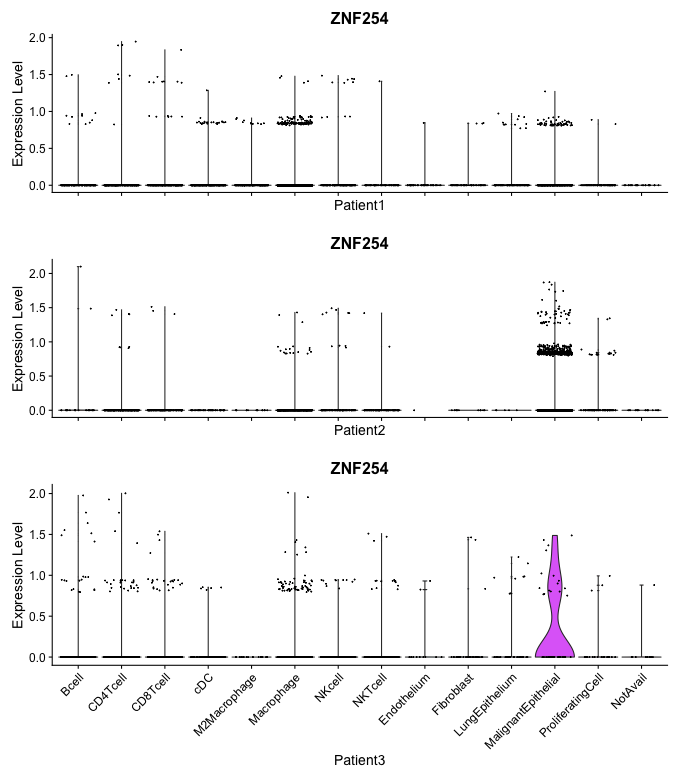 ZNF254
Expression Level
2.0
1.5
1.0
0.5
0.0
Patient1
ZNF254
Expression Level
2.0
1.5
1.0
0.5
0.0
Patient2
ZNF254
Expression Level
2.0
1.5
1.0
0.5
0.0
Bcell
CD4Tcell
CD8Tcell
cDC
M2Macrophage
Macrophage
NKcell
NKTcell
Endothelium
Fibroblast
LungEpithelium
MalignantEpithelial
ProliferatingCell
NotAvail
Patient3